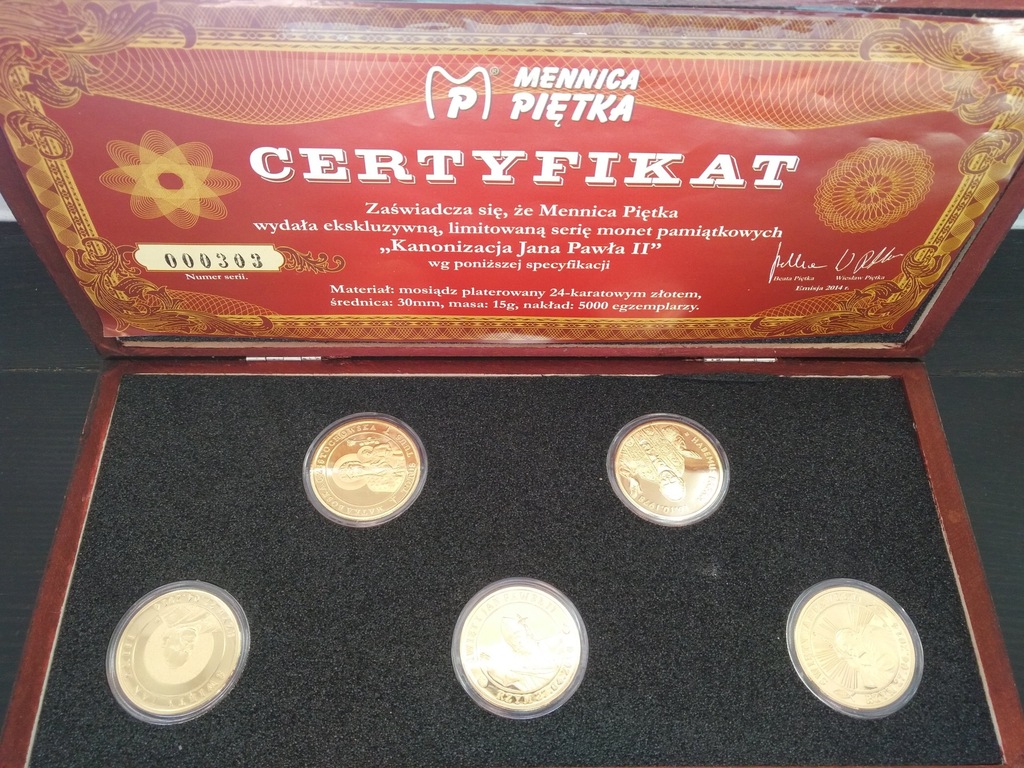 MENNICA
PIĘTKA
®
P
CERTYFIKAT
Zaświadcza się, że Mennica Piętka
wydała ekskluzywną, limitowaną serię monet pamiątkowych
„Kanonizacja Jana Pawła II”
wg poniższej specyfikacji
000303
Numer serii.
Beata Piętka Wiesław Piętka
Emisja 2014 r.
Materiał: mosiądz platerowany 24-karatowym złotem,
średnica: 30mm, masa: 15g, nakład: 5000 egzemplarzy.